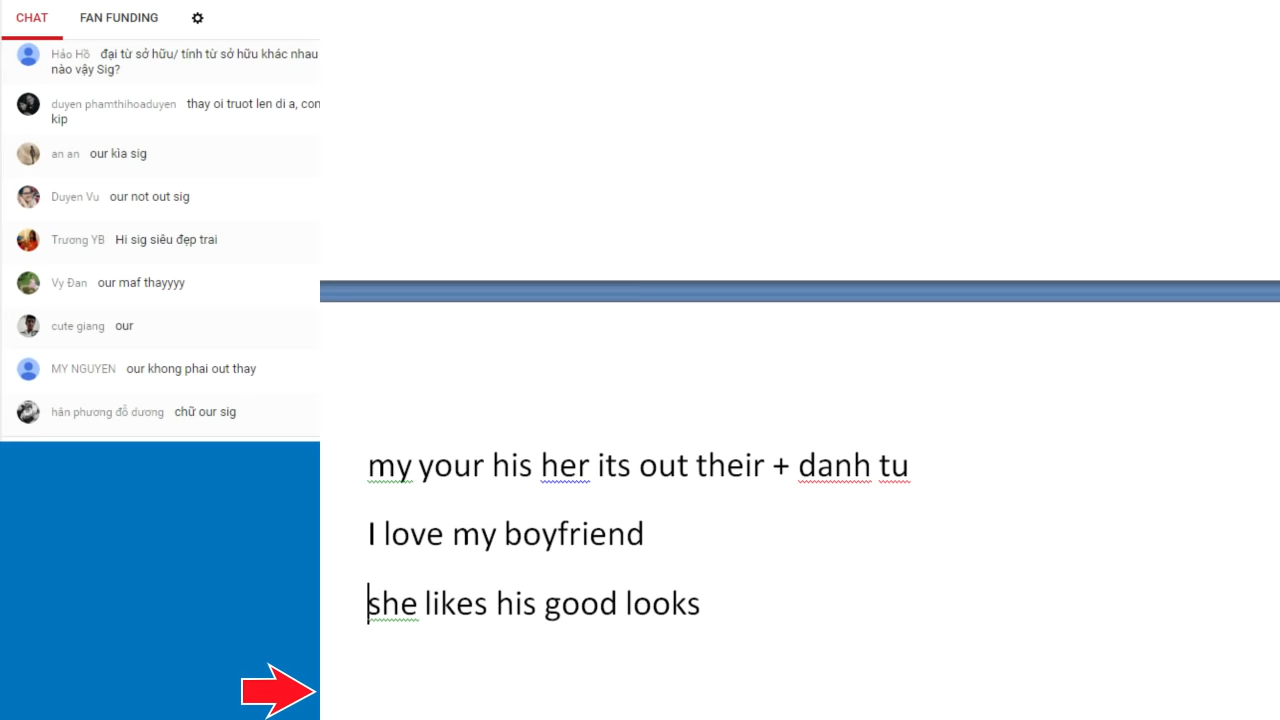 CHAT FAN FUNDING
Hảo Hồ đại từ sở hữu/ tính từ sở hữu khác nhau
nào vậy Sig?
duyen phamthihoaduyen thay oi truot len di a, con
kip
an an our kìa sig
Duyen Vu our not out sig
Trương YB Hi sig siêu đẹp trai
Vy Đan our maf thayyyy
cute giang our
MY NGUYEN our khong phai out thay
hân phương đỗ dương chữ our sig
my your his her its out their + danh tu
I love my boyfriend
she likes his good looks